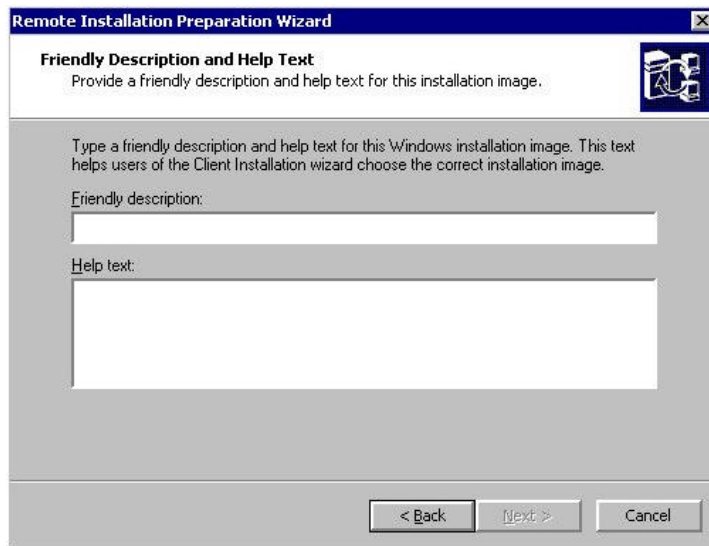 Remote Installation Preparation Wizard
Friendly Description and Help Text
Provide a friendly description and help text for this installation image.
Type a friendly description and help text for this Windows installation image. This text
helps users of the Client Installation wizard choose the correct installation image.
Friendly description:
Help text:
< Back
Next >
Cancel